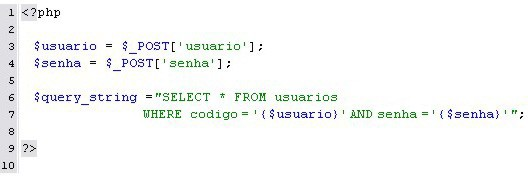 1 <?php
2
3 $usuario = $_POST['usuario'];
4 $senha = $_POST['senha'];
5
6 $query_string ="SELECT * FROM usuarios
7 WHERE codigo='{$usuario}'AND senha='{$senha}'";
8
9 ?>
10